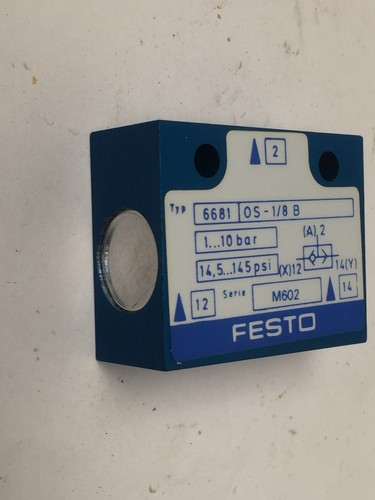 2
Typ 6681 OS-1/8 B
1...10 bar
(A) 2
14,5...145 psi
(X)12 14(Y)
12 Serie M602 14
FESTO